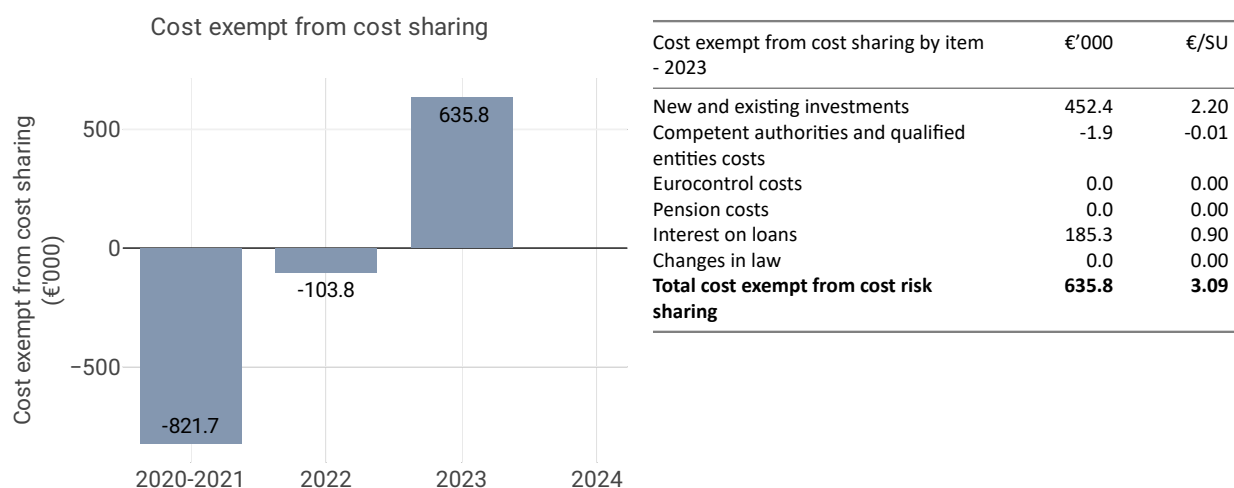 Cost exempt from cost sharing
Cost exempt from cost sharing
(€'000)
500
0
−500
635.8
-103.8
-821.7
2020-2021
2022
2023
2024
Cost exempt from cost sharing by item €’000 €/SU
- 2023
New and existing investments 452.4 2.20
Competent authorities and qualified -1.9 -0.01
entities costs
Eurocontrol costs 0.0 0.00
Pension costs 0.0 0.00
Interest on loans 185.3 0.90
Changes in law 0.0 0.00
Total cost exempt from cost risk 635.8 3.09
sharing